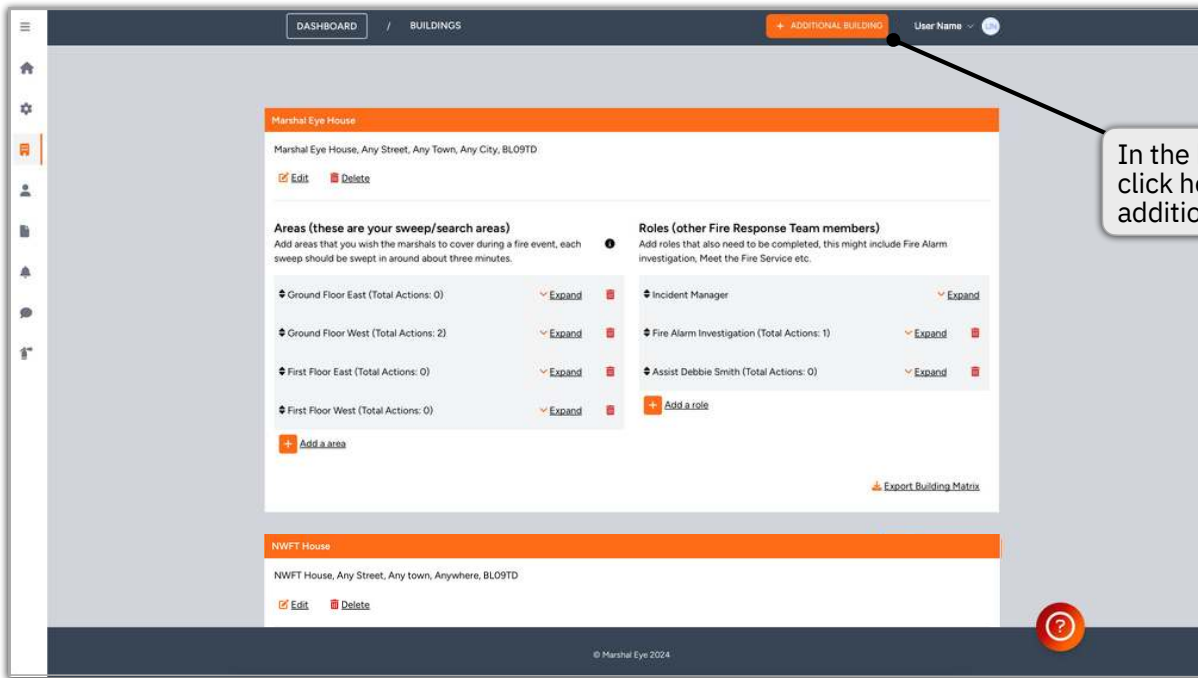 DASHBOARD / BUILDINGS
+ ADDITIONAL BUILDING
User Name
UN
In the
click
additio
Marshal Eye House
Marshal Eye House, Any Street, Any Town, Any City, BL09TD
Edit Delete
Areas (these are your sweep/search areas)
Add areas that you wish the marshals to cover during a fire event, each
sweep should be swept in around about three minutes.
Ground Floor East (Total Actions: 0) Expand
Ground Floor West (Total Actions: 2) Expand
First Floor East (Total Actions: 0) Expand
First Floor West (Total Actions: 0) Expand
+ Add a area
Roles (other Fire Response Team members)
Add roles that also need to be completed, this might include Fire Alarm
investigation, Meet the Fire Service etc.
Incident Manager Expand
Fire Alarm Investigation (Total Actions: 1) Expand
Assist Debbie Smith (Total Actions: 0) Expand
+ Add a role
Export Building Matrix
NWFT House
NWFT House, Any Street, Any town, Anywhere, BL09TD
Edit Delete
?
© Marshal Eye 2024